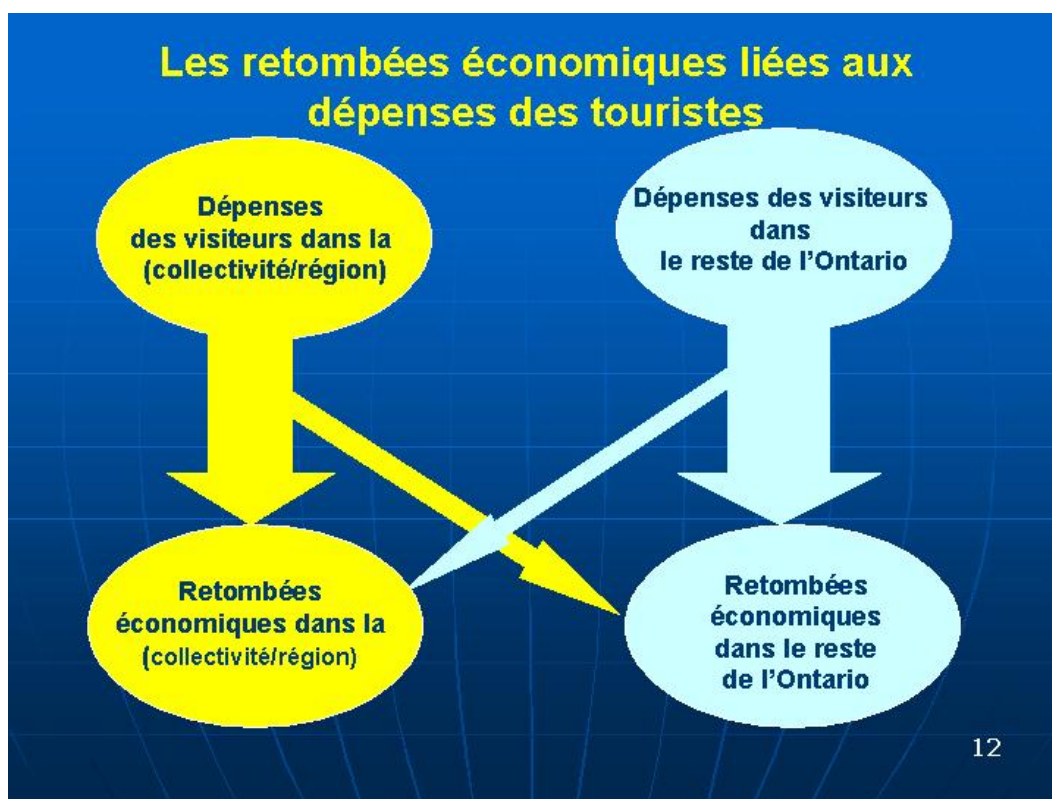 Les retombées économiques liées aux
dépenses des touristes
Dépenses
des visiteurs dans la
(collectivité/région)
Dépenses des visiteurs
dans
le reste de l’Ontario
Retombées
économiques dans la
(collectivité/région)
Retombées
économiques
dans le reste
de l’Ontario
12